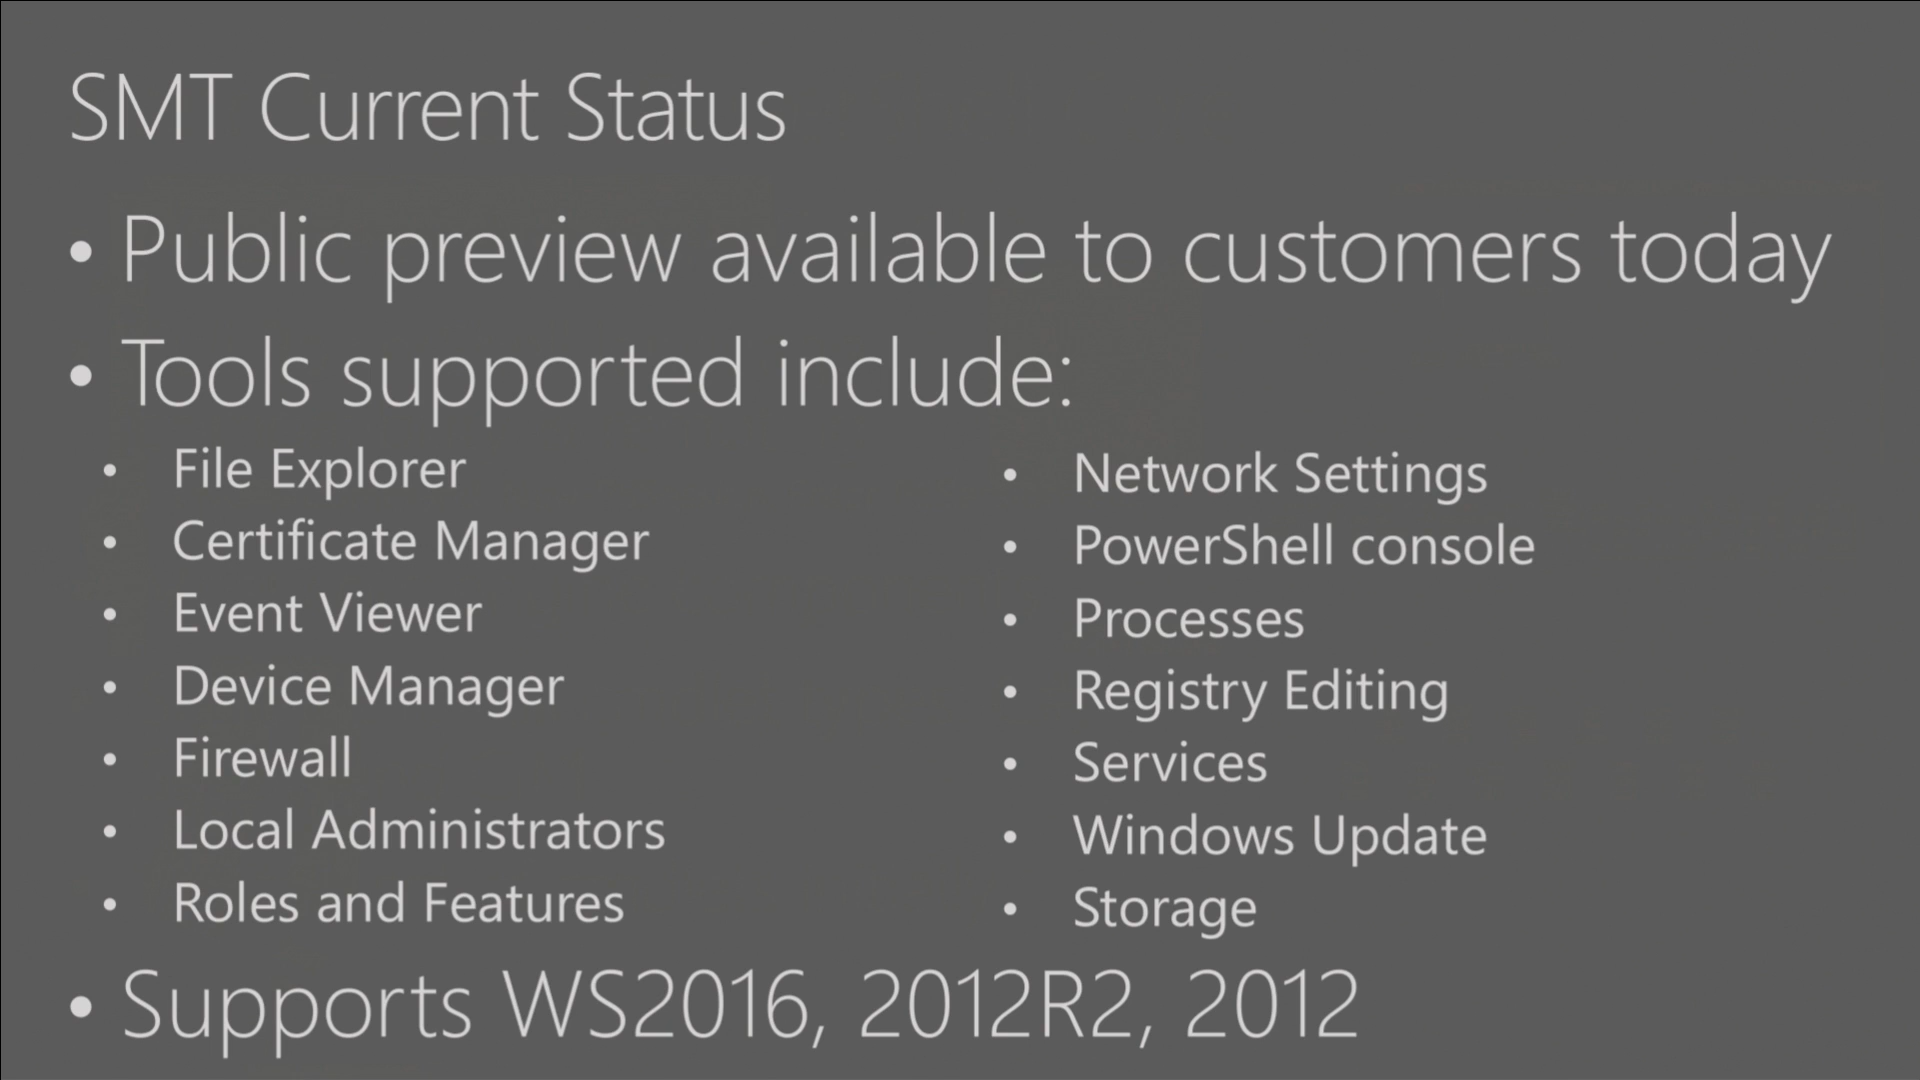 SMT Current Status
• Public preview available to customers today
• Tools supported include:
• File Explorer
• Certificate Manager
• Event Viewer
• Device Manager
• Firewall
• Local Administrators
• Roles and Features
• Network Settings
• PowerShell console
• Processes
• Registry Editing
• Services
• Windows Update
• Storage
• Supports WS2016, 2012R2, 2012